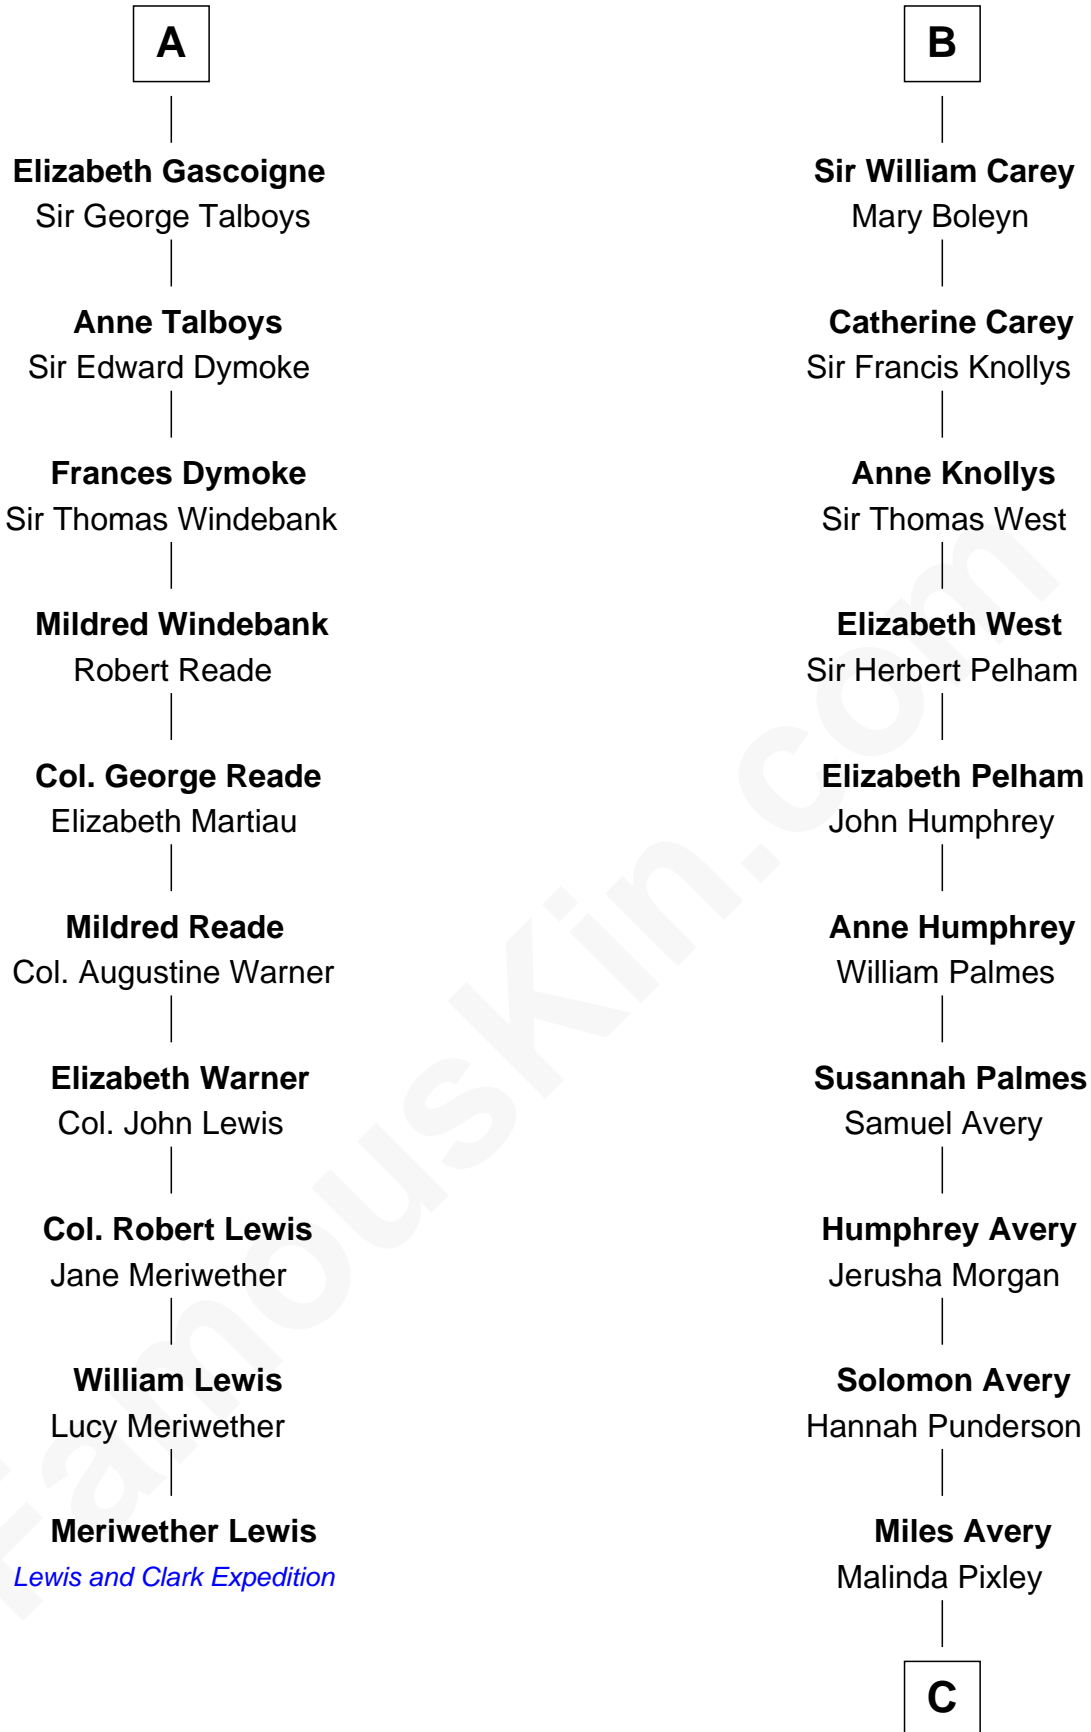 A
Elizabeth Gascoigne
Sir George Talboys
Anne Talboys
Sir Edward Dymoke
Frances Dymoke
Sir Thomas Windebank
Mildred Windebank
Robert Reade
Col. George Reade
Elizabeth Martiau
Mildred Reade
Col. Augustine Warner
Elizabeth Warner
Col. John Lewis
Col. Robert Lewis
Jane Meriwether
William Lewis
Lucy Meriwether
Meriwether Lewis
Lewis and Clark Expedition
B
Sir William Carey
Mary Boleyn
Catherine Carey
Sir Francis Knollys
Anne Knollys
Sir Thomas West
Elizabeth West
Sir Herbert Pelham
Elizabeth Pelham
John Humphrey
Anne Humphrey
William Palmes
Susannah Palmes
Samuel Avery
Humphrey Avery
Jerusha Morgan
Solomon Avery
Hannah Punderson
Miles Avery
Malinda Pixley
C
FamousKin.com